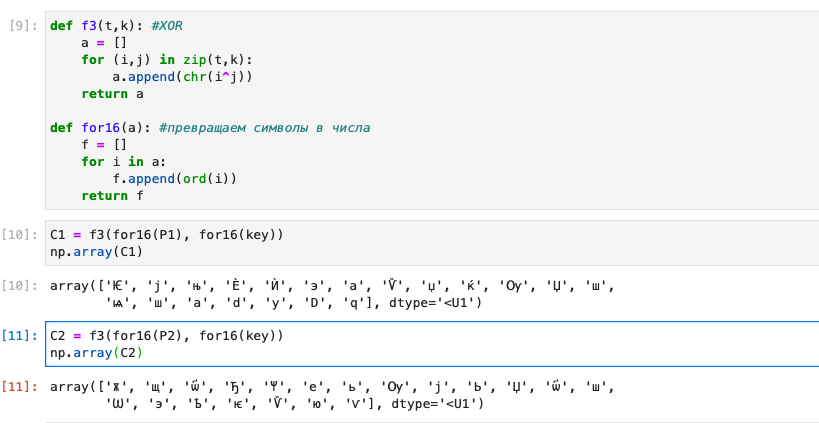 [9]: def f3(t,k): #XOR
a = []
for (i,j) in zip(t,k):
a.append(chr(i^j))
return a
def for16(a): #превращаем символы в числа
f = []
for i in a:
f.append(ord(i))
return f
[10]: C1 = f3(for16(P1), for16(key))
np.array(C1)
[10]: array(['Ѥ', 'ј', 'њ', 'Ѐ', 'Ѝ', 'э', 'а', 'Ѷ', 'џ', 'ќ', 'Ѹ', 'Џ', 'ш',
'ѩ', 'ш', 'a', 'd', 'y', 'D', 'q'], dtype='<U1')
[11]: C2 = f3(for16(P2), for16(key))
np.array(C2)
[11]: array(['Ѫ', 'щ', 'ѿ', 'Ђ', 'Ѱ', 'е', 'ь', 'Ѹ', 'ј', 'Ь', 'Џ', 'ѿ', 'ш',
'Ѡ', 'э', 'Ѣ', 'ѥ', 'Ѷ', 'ю', 'ѵ'], dtype='<U1')